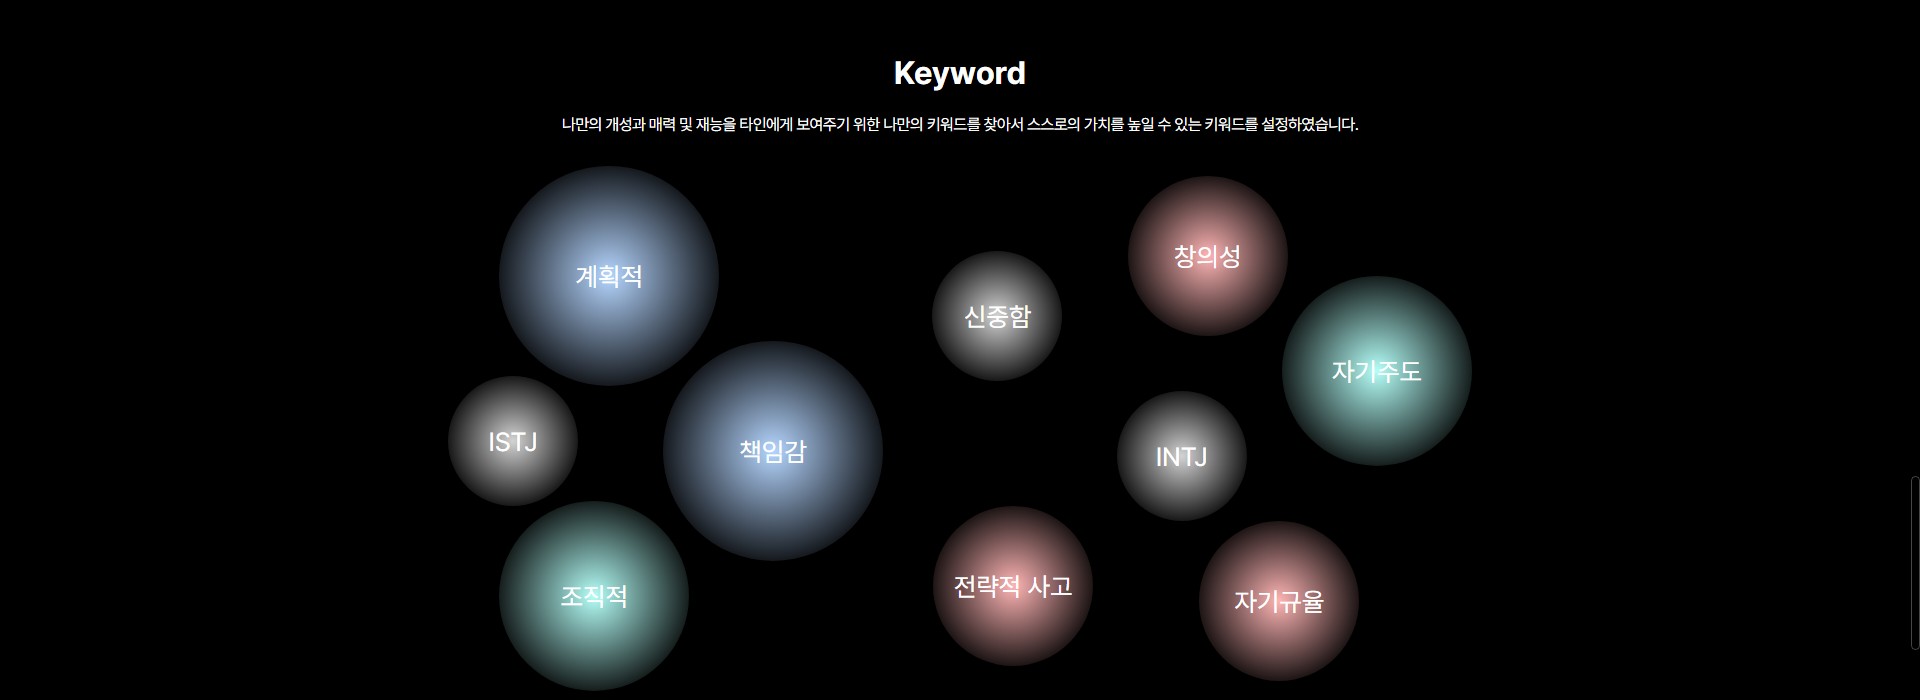 Keyword
나만의 개성과 매력 및 재능을 타인에게 보여주기 위한 나만의 키워드를 찾아서 스스로의 가치를 높일 수 있는 키워드를 설정하였습니다.
계획적
창의성
신중함
자기주도
ISTJ
책임감
INTJ
조직적
전략적 사고
자기규율